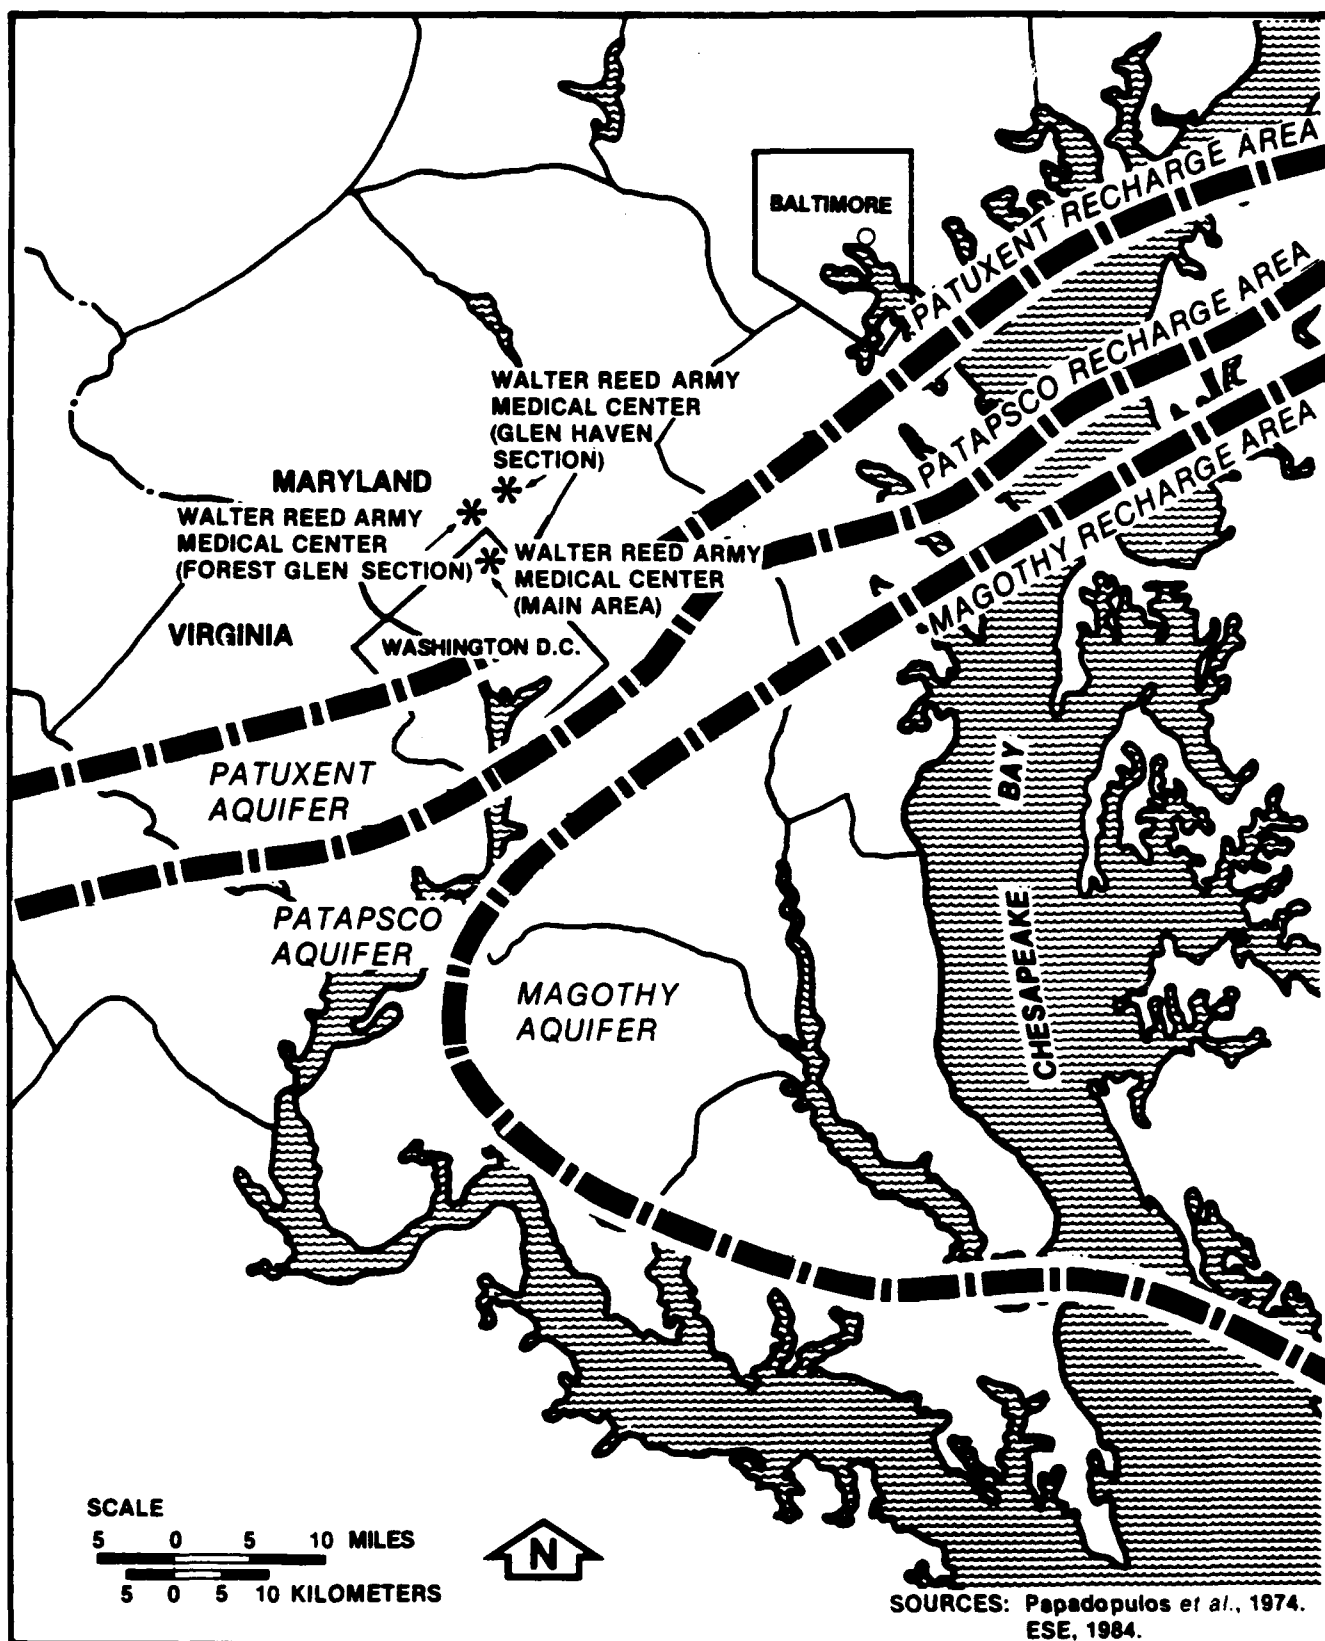 PATUXENT RECHARGE AREA
BALTIMORE
PATAPSCO RECHARGE AREA
MAGOTHY RECHARGE AREA
WALTER REED ARMY
MEDICAL CENTER
(GLEN HAVEN
SECTION)
MARYLAND
WALTER REED ARMY
MEDICAL CENTER
(FOREST GLEN SECTION)
WALTER REED ARMY
MEDICAL CENTER
(MAIN AREA)
VIRGINIA
WASHINGTON D.C.
PATUXENT
AQUIFER
CHESAPEAKE BAY
PATAPSCO
AQUIFER
MAGOTHY
AQUIFER
SCALE
5 0 5 10 MILES
5 0 5 10 KILOMETERS
N
SOURCES: Papadopulos et al., 1974.
ESE, 1984.